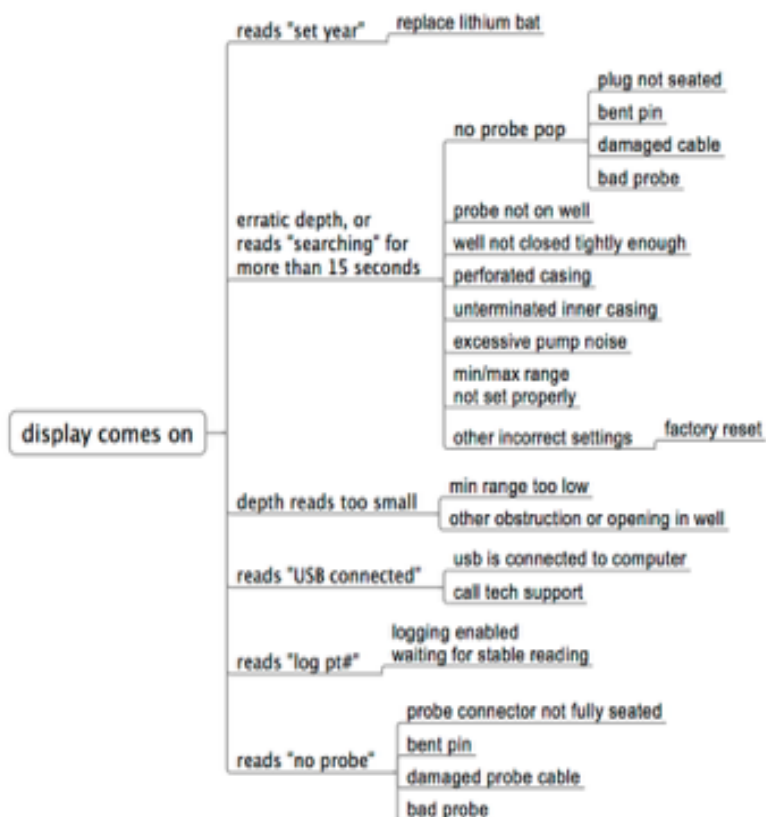 display comes on
reads "set year"
replace lithium bat
erratic depth, or
reads "searching" for
more than 15 seconds
no probe pop
plug not seated
bent pin
damaged cable
bad probe
probe not on well
well not closed tightly enough
perforated casing
unterminated inner casing
excessive pump noise
min/max range
not set properly
other incorrect settings
factory reset
depth reads too small
min range too low
other obstruction or opening in well
reads "USB connected"
usb is connected to computer
call tech support
reads "log pt#"
logging enabled
waiting for stable reading
reads "no probe"
probe connector not fully seated
bent pin
damaged probe cable
bad probe